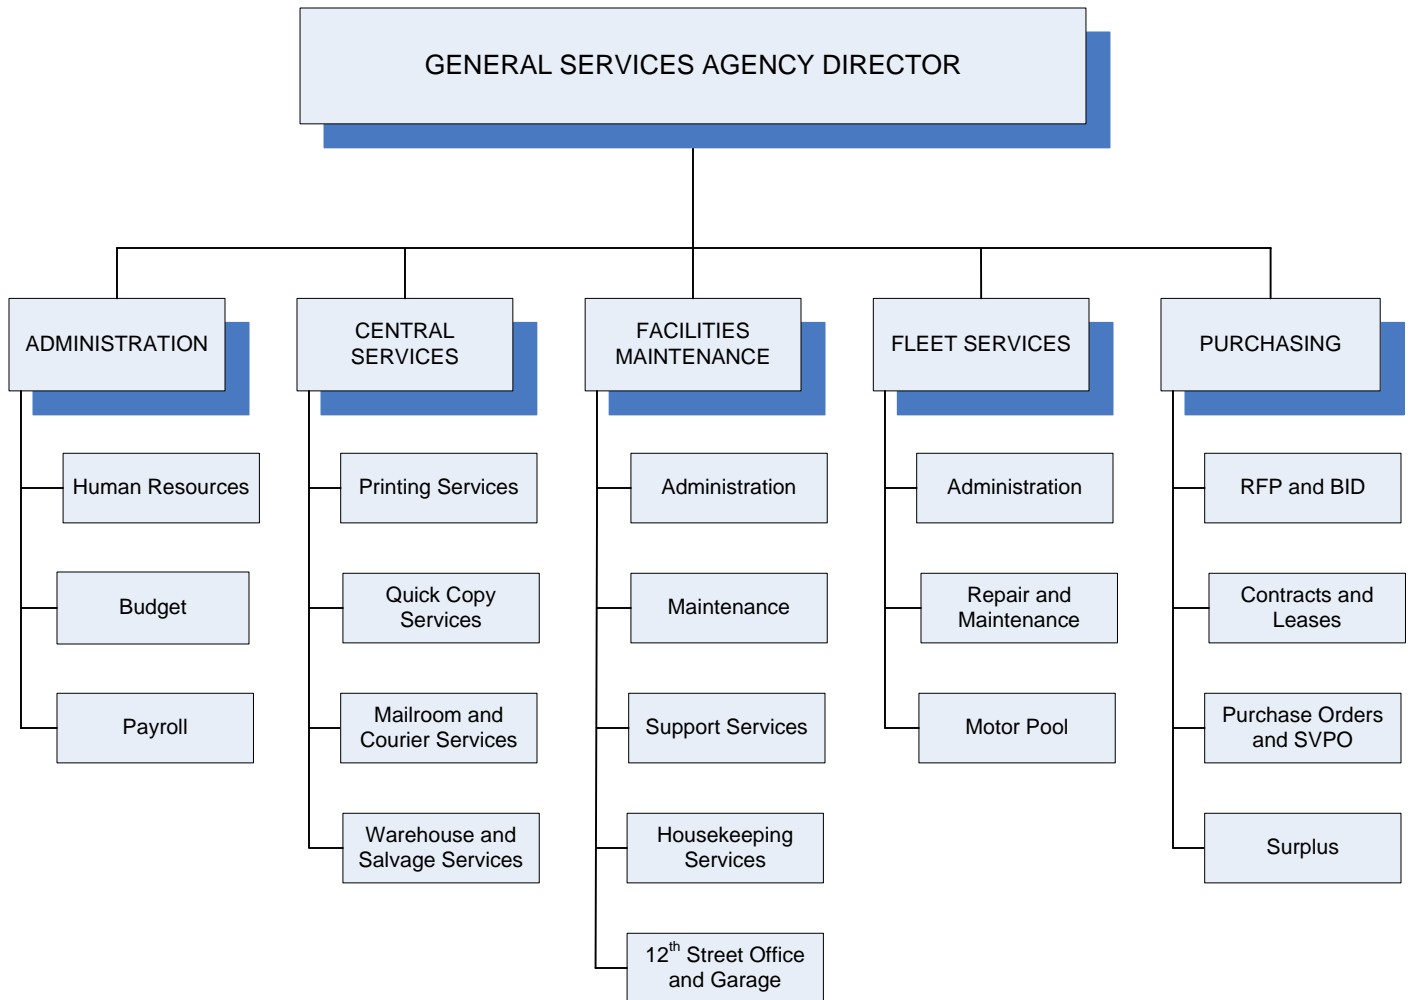 GENERAL SERVICES AGENCY DIRECTOR
ADMINISTRATION
Human Resources
Budget
Payroll
CENTRAL
SERVICES
Printing Services
Quick Copy
Services
Mailroom and
Courier Services
Warehouse and
Salvage Services
FACILITIES
MAINTENANCE
Administration
Maintenance
Support Services
Housekeeping
Services
12th Street Office
and Garage
FLEET SERVICES
Administration
Repair and
Maintenance
Motor Pool
PURCHASING
RFP and BID
Contracts and
Leases
Purchase Orders
and SVPO
Surplus